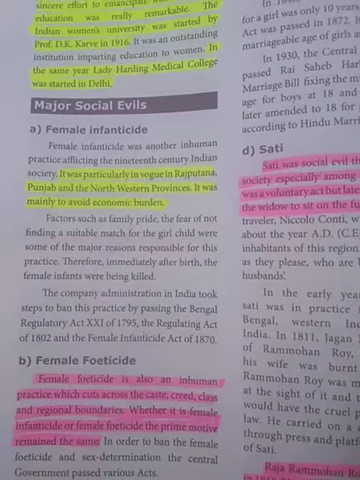 sincere effort to emancipate
education was really remarkable. The
Indian women's university was started by
Prof. D.K. Karve in 1916. It was an outstanding
institution imparting education to women. In
the same year Lady Harding Medical College
was started in Delhi.
Major Social Evils
a) Female infanticide
Female infanticide was another inhuman
practice afflicting the nineteenth century Indian
society. It was particularly in vogue in Rajputana,
Punjab and the North Western Provinces. It was
mainly to avoid economic burden.
Factors such as family pride, the fear of not
finding a suitable match for the girl child were
some of the major reasons responsible for this
practice. Therefore, immediately after birth, the
female infants were being killed.
The company administration in India took
steps to ban this practice by passing the Bengal
Regulatory Act XXI of 1795, the Regulating Act
of 1802 and the Female Infanticide Act of 1870.
b) Female Foeticide
Female foeticide is also an inhuman
practice which cuts across the caste, creed, class
and regional boundaries. Whether it is female
infanticide or female foeticide the prime motive
remained the same. In order to ban the female
foeticide and sex-determination the central
Government passed various Acts.
for a girl was only 10 years
Act was passed in 1872. It
marriageable age of girls a
In 1930, the Central
passed Rai Saheb Har
Marriage Bill fixing the m
age for boys at 18 and
later amended to 18 for
according to Hindu Marri
d) Sati
Sati was social evil th
society especially among
was a voluntary act but late
the widow to sit on the fu
traveler, Niccolo Conti, w
about the year A.D. (C.E
inhabitants of this region
as they please, who are
husbands'.
In the early year
sati was in practice i
Bengal, western Inc
India. In 1811, Jagan
of Rammohan Roy,
his wife was burnt
Rammohan Roy was m
at the sight of it and t
would have the cruel p
law. He carried on a c
through press and platf
of Sati.
Raja Rammohan Ro